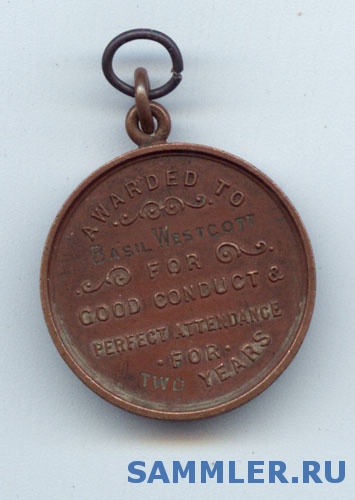 AWARDED TO
BASIL WESTCOTT
FOR
GOOD CONDUCT &
PERFECT ATTENDANCE
· FOR ·
TWO YEARS
SAMMLER.RU